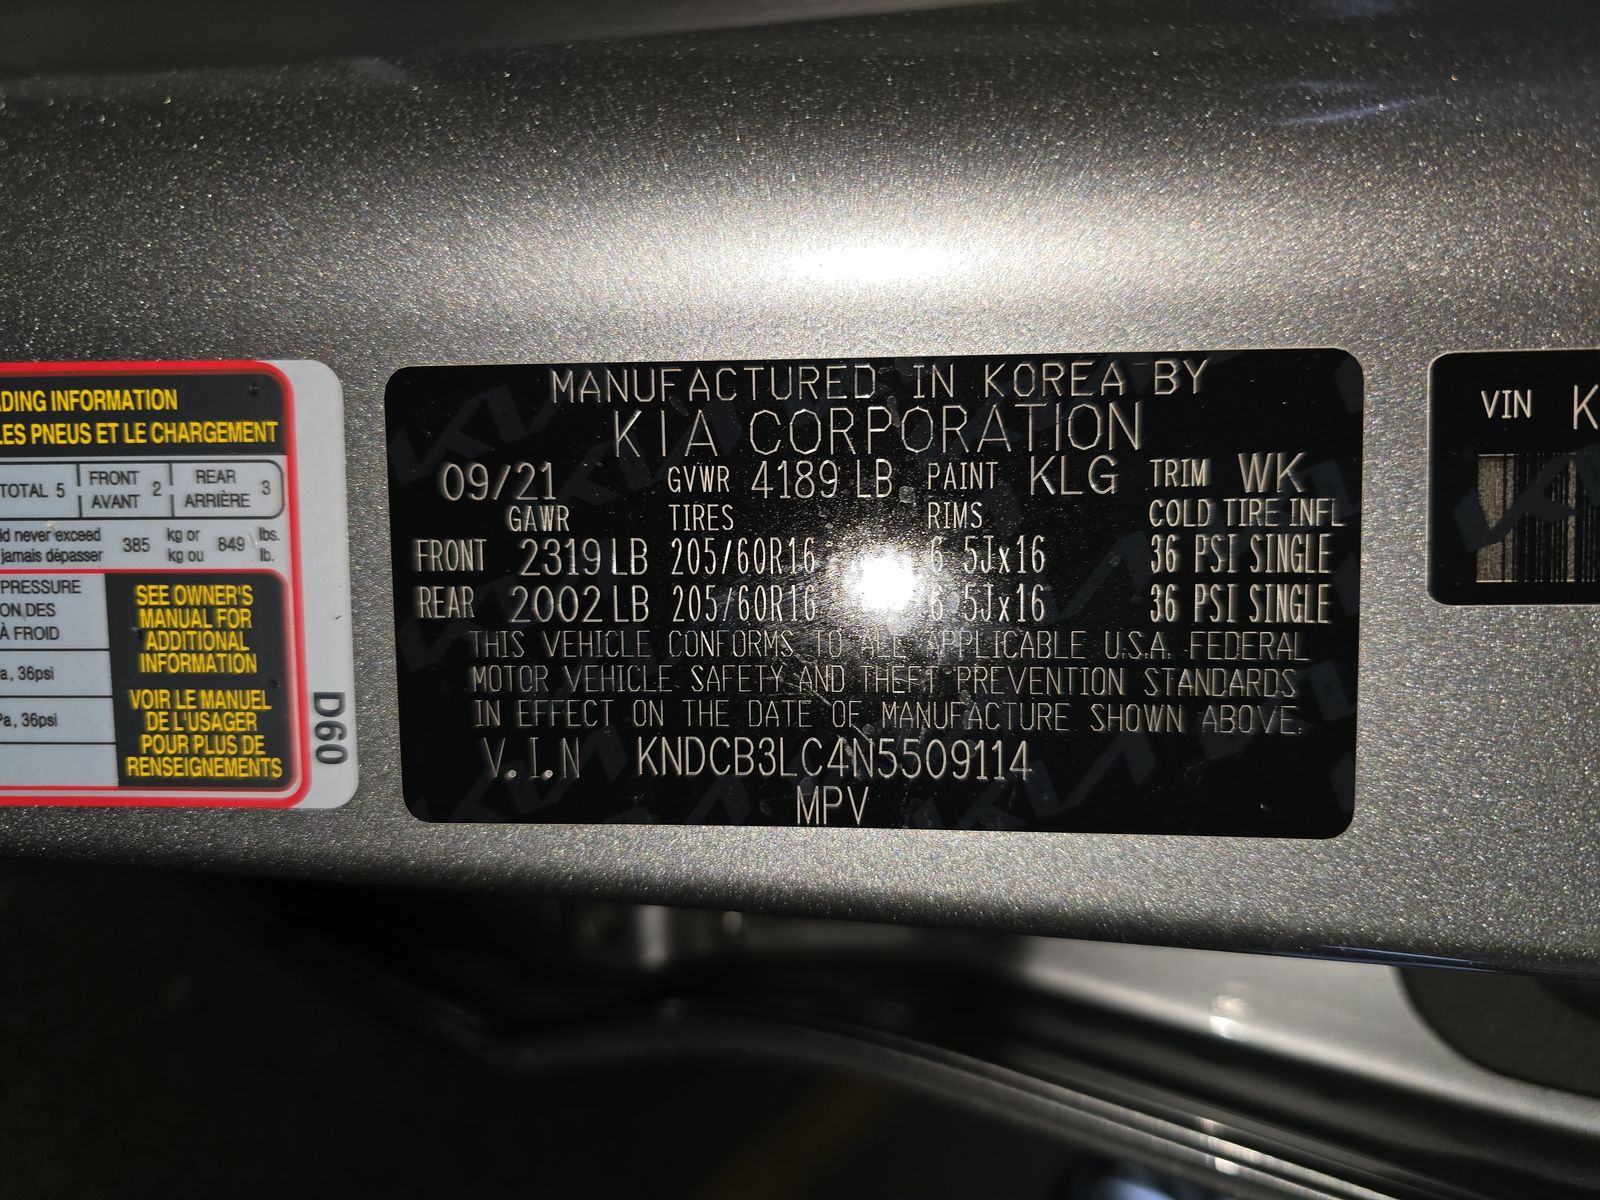 ADING INFORMATION
LES PNEUS ET LE CHARGEMENT
TOTAL 5
FRONT
AVANT
2
REAR
ARRIÈRE
3
ld never exceed
jamais dépasser
385
kg or
kg ou
849
lbs.
lb.
PRESSURE
ON DES
À FROID
a, 36psi
Pa, 36psi
SEE OWNER'S
MANUAL FOR
ADDITIONAL
INFORMATION
VOIR LE MANUEL
DE L'USAGER
POUR PLUS DE
RENSEIGNEMENTS
D60
MANUFACTURED IN KOREA BY
KIA CORPORATION
09/21 GVWR 4189 LB PAINT KLG TRIM WK
GAWR TIRES RIMS COLD TIRE INFL
FRONT 2319 LB 205/60R16 6 5Jx16 36 PSI SINGLE
REAR 2002 LB 205/60R16 6 5Jx16 36 PSI SINGLE
THIS VEHICLE CONFORMS TO ALL APPLICABLE U.S.A. FEDERAL
MOTOR VEHICLE SAFETY AND THEFT PREVENTION STANDARDS
IN EFFECT ON THE DATE OF MANUFACTURE SHOWN ABOVE.
V.I.N KNDCB3LC4N5509114
MPV
VIN K